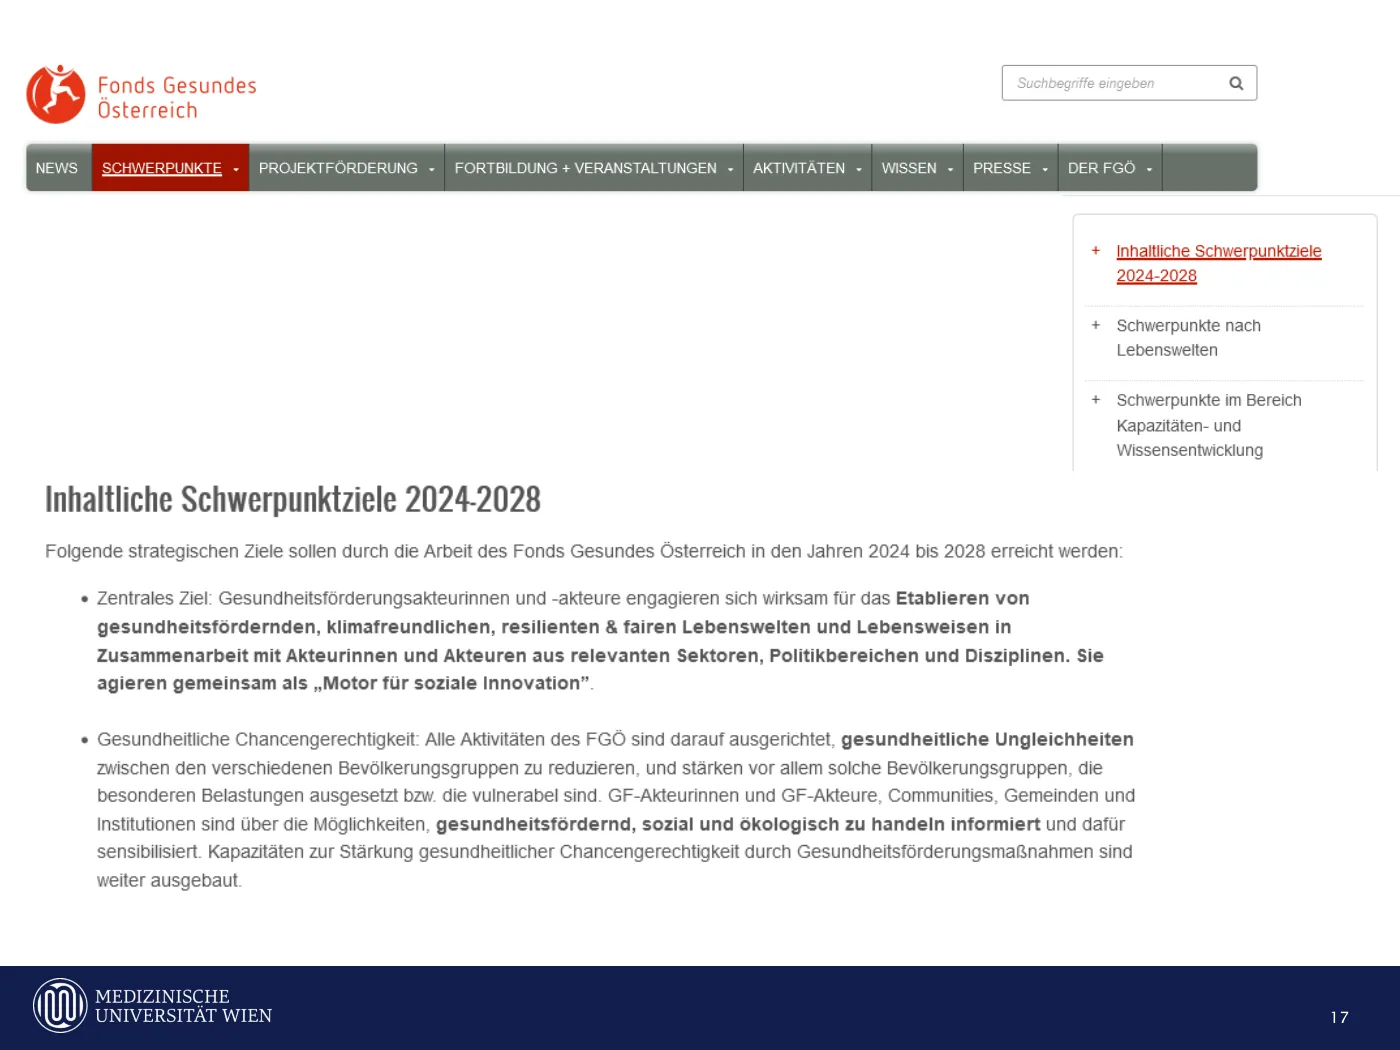 Fonds Gesundes
Österreich
Suchbegriffe eingeben
NEWS SCHWERPUNKTE PROJEKTFÖRDERUNG FORTBILDUNG + VERANSTALTUNGEN AKTIVITÄTEN WISSEN PRESSE DER FGÖ
+ Inhaltliche Schwerpunktziele
2024-2028
+ Schwerpunkte nach
Lebenswelten
+ Schwerpunkte im Bereich
Kapazitäten- und
Wissensentwicklung
Inhaltliche Schwerpunktziele 2024-2028
Folgende strategischen Ziele sollen durch die Arbeit des Fonds Gesundes Österreich in den Jahren 2024 bis 2028 erreicht werden:
• Zentrales Ziel: Gesundheitsförderungsakteurinnen und -akteure engagieren sich wirksam für das Etablieren von
gesundheitsfördernden, klimafreundlichen, resilienten & fairen Lebenswelten und Lebensweisen in
Zusammenarbeit mit Akteurinnen und Akteuren aus relevanten Sektoren, Politikbereichen und Disziplinen. Sie
agieren gemeinsam als „Motor für soziale Innovation”.
• Gesundheitliche Chancengerechtigkeit: Alle Aktivitäten des FGÖ sind darauf ausgerichtet, gesundheitliche Ungleichheiten
zwischen den verschiedenen Bevölkerungsgruppen zu reduzieren, und stärken vor allem solche Bevölkerungsgruppen, die
besonderen Belastungen ausgesetzt bzw. die vulnerabel sind. GF-Akteurinnen und GF-Akteure, Communities, Gemeinden und
Institutionen sind über die Möglichkeiten, gesundheitsfördernd, sozial und ökologisch zu handeln informiert und dafür
sensibilisiert. Kapazitäten zur Stärkung gesundheitlicher Chancengerechtigkeit durch Gesundheitsförderungsmaßnahmen sind
weiter ausgebaut.
MEDIZINISCHE
UNIVERSITÄT WIEN
17